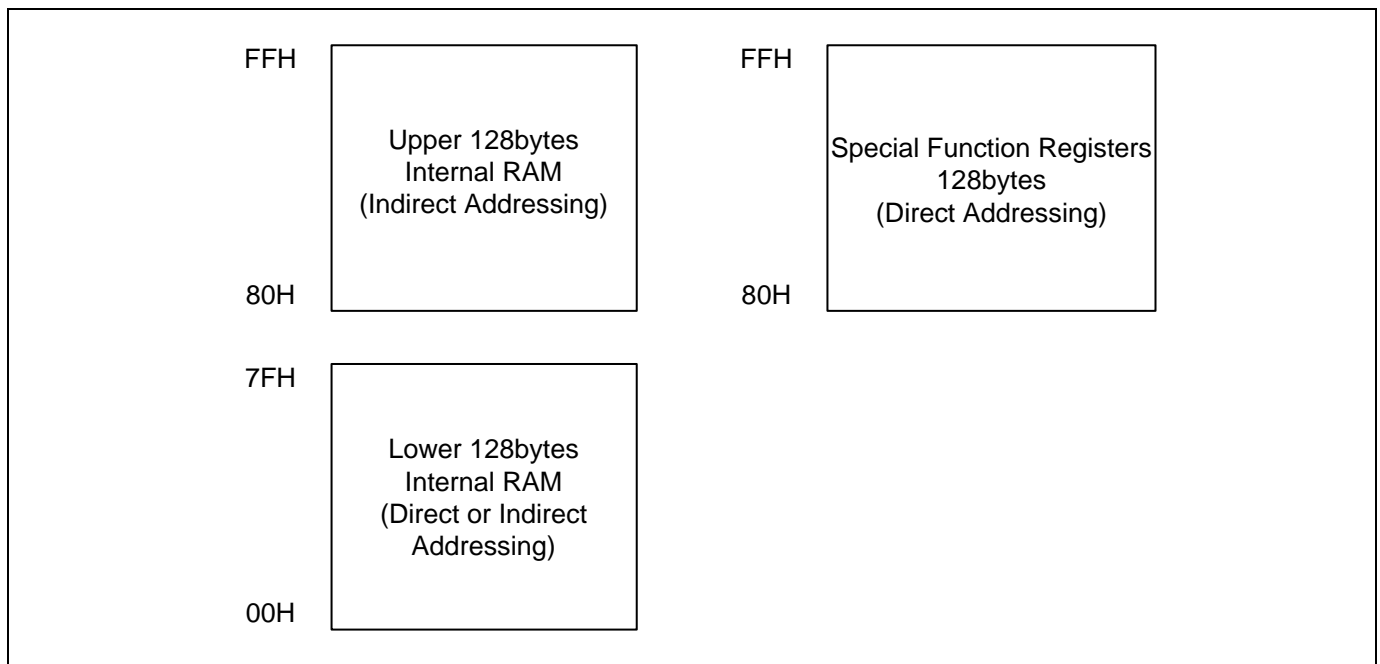 FFH
Upper 128bytes
Internal RAM
(Indirect Addressing)
80H
FFH
Special Function Registers
128bytes
(Direct Addressing)
80H
7FH
Lower 128bytes
Internal RAM
(Direct or Indirect
Addressing)
00H